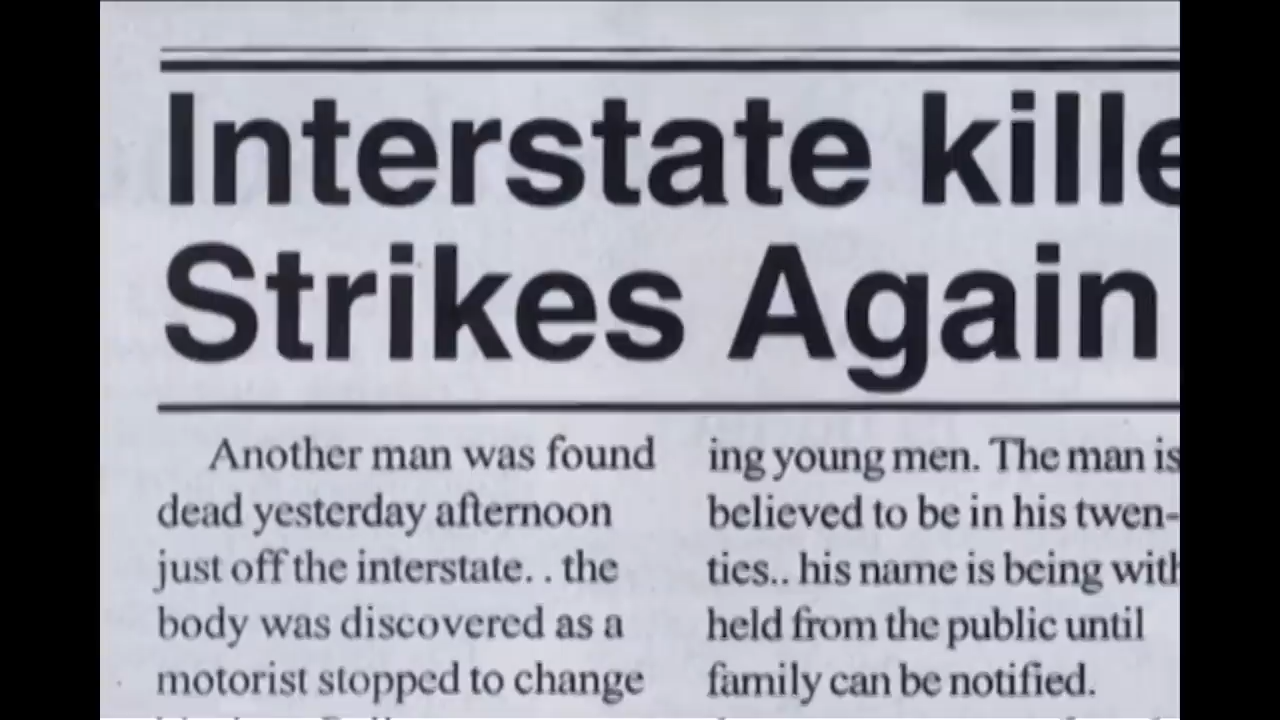 Interstate kille
Strikes Again
Another man was found
dead yesterday afternoon
just off the interstate. . the
body was discovered as a
motorist stopped to change
ing young men. The man is
believed to be in his twen-
ties.. his name is being with
held from the public until
family can be notified.